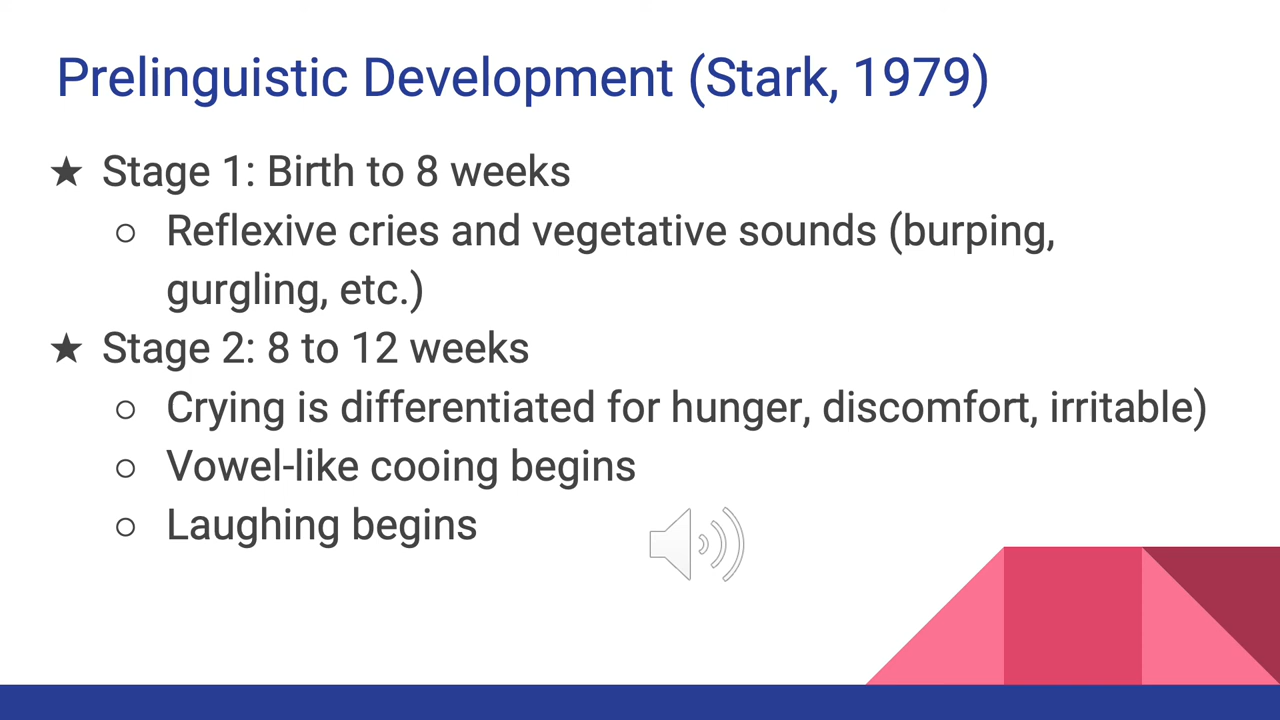 Prelinguistic Development (Stark, 1979)
★ Stage 1: Birth to 8 weeks
○ Reflexive cries and vegetative sounds (burping,
gurgling, etc.)
★ Stage 2: 8 to 12 weeks
○ Crying is differentiated for hunger, discomfort, irritable)
○ Vowel-like cooing begins
○ Laughing begins